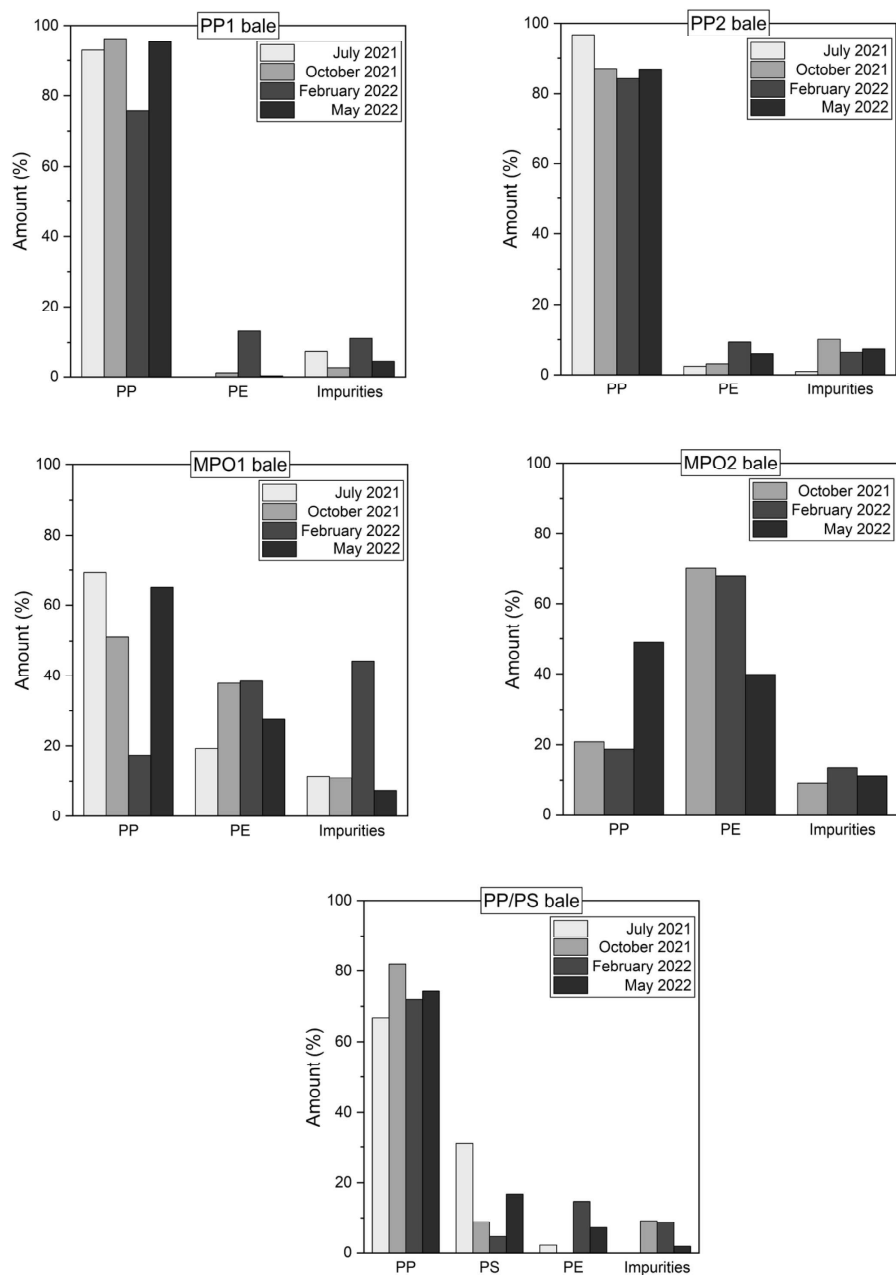 PP1 bale
July 2021
October 2021
February 2022
May 2022
Amount (%)
100
80
60
40
20
0
PP PE Impurities
PP2 bale
July 2021
October 2021
February 2022
May 2022
Amount (%)
100
80
60
40
20
0
PP PE Impurities
MPO1 bale
July 2021
October 2021
February 2022
May 2022
Amount (%)
100
80
60
40
20
0
PP PE Impurities
MPO2 bale
October 2021
February 2022
May 2022
Amount (%)
100
80
60
40
20
0
PP PE Impurities
PP/PS bale
July 2021
October 2021
February 2022
May 2022
Amount (%)
100
80
60
40
20
0
PP PS PE Impurities